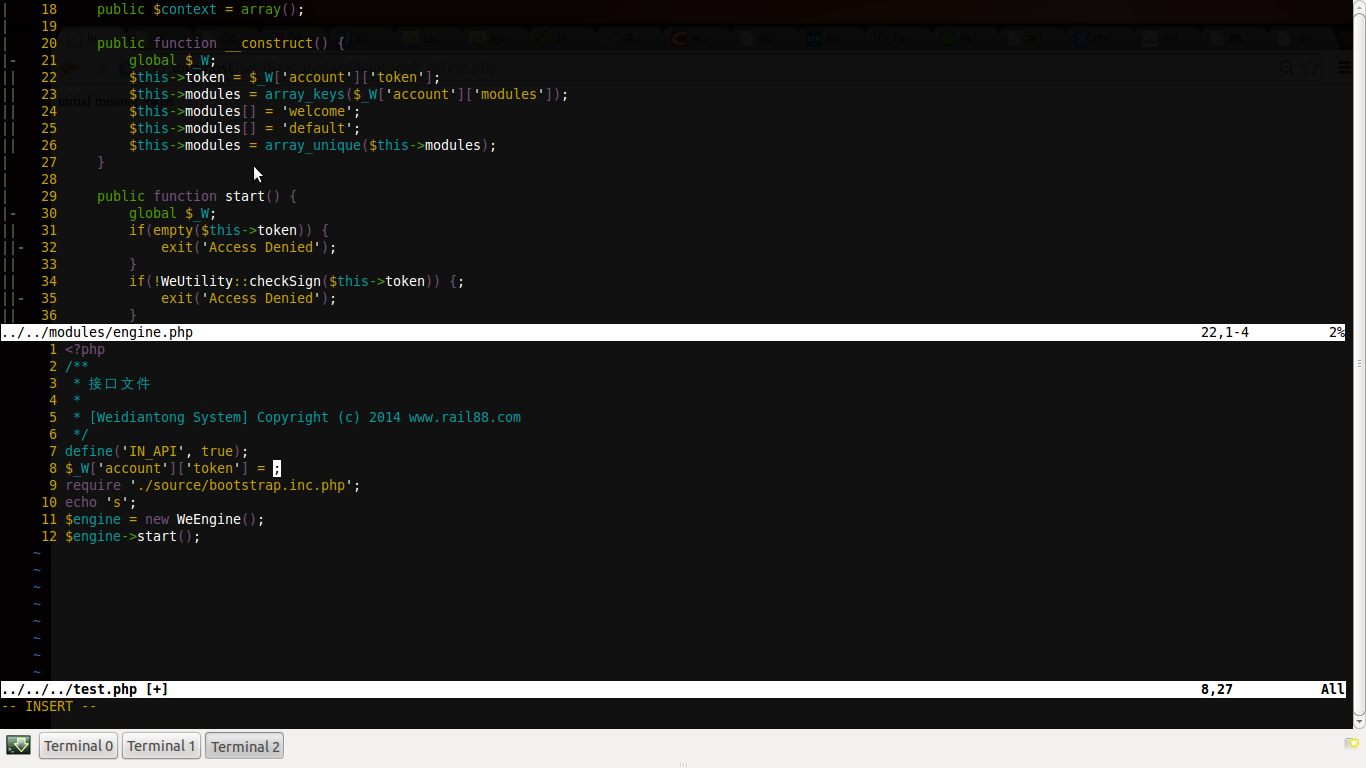 |    18     public $context = array();
|    19
|    20     public function __construct() {
|-   21         global $_W;
||   22         $this->token = $_W['account']['token'];
||   23         $this->modules = array_keys($_W['account']['modules']);
||   24         $this->modules[] = 'welcome';
||   25         $this->modules[] = 'default';
||   26         $this->modules = array_unique($this->modules);
|    27     }
|    28
|    29     public function start() {
|-   30         global $_W;
||   31         if(empty($this->token)) {
||-  32             exit('Access Denied');
||   33         }
||   34         if(!WeUtility::checkSign($this->token)) {;
||-  35             exit('Access Denied');
||   36         }
../../modules/engine.php 22,1-4 2%
1 <?php
2 /**
3  * 接口文件
4  *
5  * [Weidiantong System] Copyright (c) 2014 www.rail88.com
6  */
7 define('IN_API', true);
8 $_W['account']['token'] = ;
9 require './source/bootstrap.inc.php';
10 echo 's';
11 $engine = new WeEngine();
12 $engine->start();
~
~
~
~
~
~
~
~
../../../test.php [+] 8,27 All
-- INSERT --
Terminal 0 Terminal 1 Terminal 2